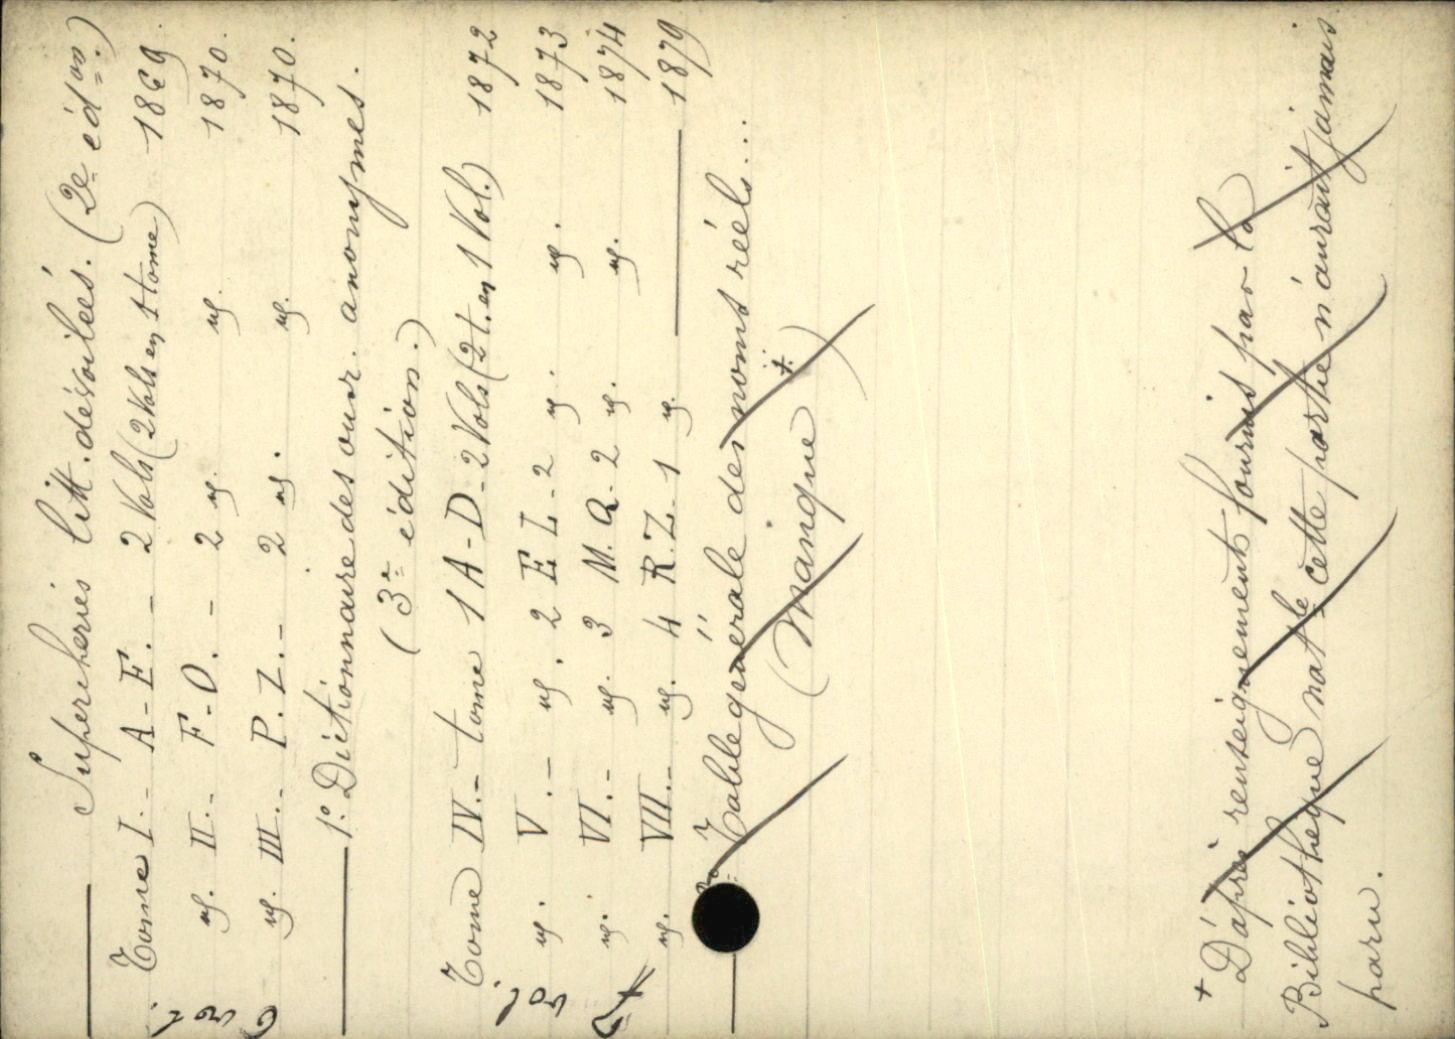 Supercheries litt. dévoilées. (2e édon.)
Tome I. - A - E. - 2 Vols (2 Vols en 1 tome) 1869.
id. II. - F - O. - 2 id. id. 1870.
id. III. - P. Z. - 2 id. id. 1870.
6 vol.
1º Dictionnaire des ouvr. anonymes.
(3e édition.)
Tome IV. - tome 1 A - D - 2 Vols (2 t. en 1 Vol.) 1872
id. V. - id. 2 E L - 2 id. id. 1873
id. VI. - id. 3 M. Q. - 2 id. id. 1874
id. VII. - id. 4 R. Z. - 1 id. 1879
7 vol.
Table générale des noms réels...
(Manque +)
+ D'après renseignements fournis par la
Bibliothèque natle cette partie n'aurait jamais
paru.